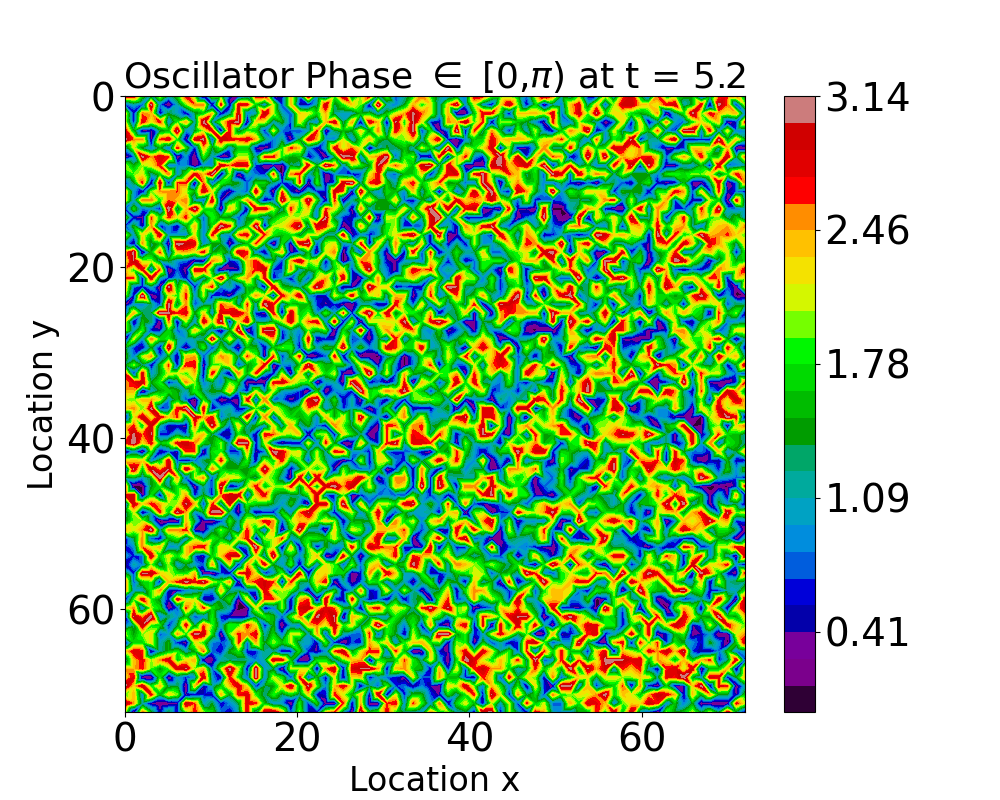 Oscillator Phase ∈ [0,π) at t = 5.2
0
20
40
60
Location y
0 20 40 60
Location x
3.14
2.46
1.78
1.09
0.41